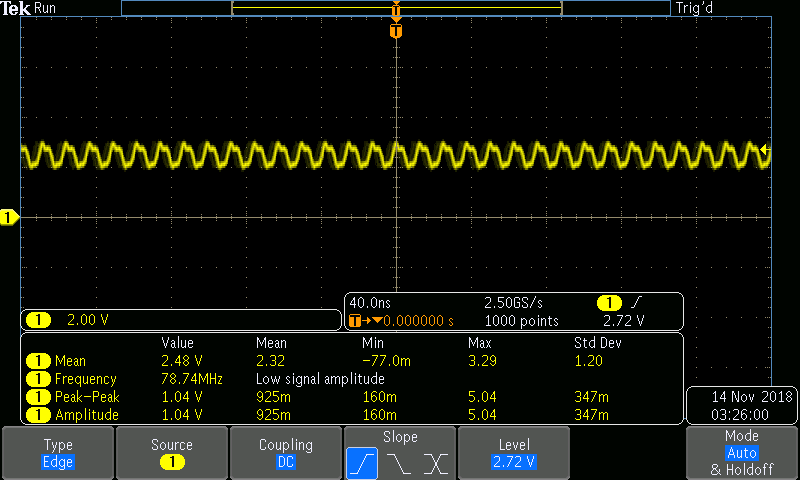 Tek Run Trig'd
T
T
1
40.0ns 2.50GS/s 1
T→▼0.000000 s 1000 points 2.72 V
1 2.00 V
Value Mean Min Max Std Dev
1 Mean 2.48 V 2.32 −77.0m 3.29 1.20
1 Frequency 78.74MHz Low signal amplitude
1 Peak–Peak 1.04 V 925m 160m 5.04 347m
1 Amplitude 1.04 V 925m 160m 5.04 347m
14 Nov 2018
03:26:00
Type
Edge
Source
1
Coupling
DC
Slope
Level
2.72 V
Mode
Auto
& Holdoff